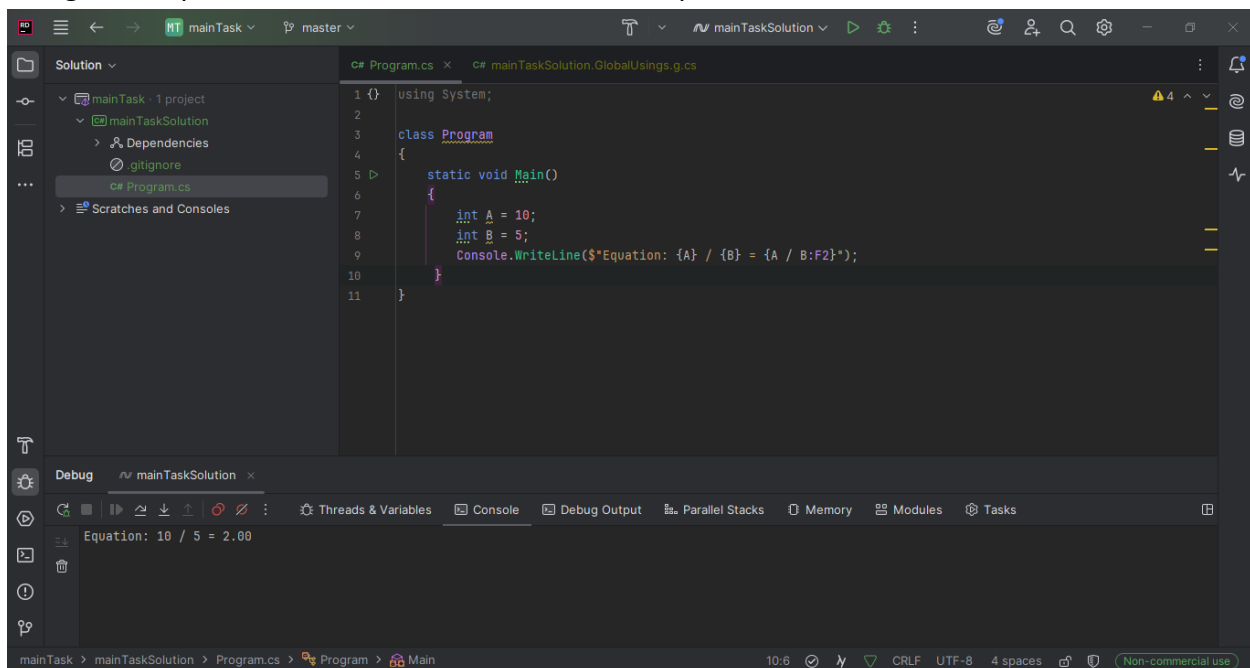 RD MT mainTask master mainTaskSolution
Solution
C# Program.cs C# mainTaskSolution.GlobalUsings.g.cs
mainTask · 1 project
C# mainTaskSolution
Dependencies
.gitignore
C# Program.cs
Scratches and Consoles
4
1 {} using System;
2
3 class Program
4 {
5 static void Main()
6 {
7 int A = 10;
8 int B = 5;
9 Console.WriteLine($"Equation: {A} / {B} = {A / B:F2}");
10 }
11 }
Debug mainTaskSolution
Threads & Variables Console Debug Output Parallel Stacks Memory Modules Tasks
Equation: 10 / 5 = 2.00
mainTask > mainTaskSolution > Program.cs > Program > Main 10:6 CRLF UTF-8 4 spaces Non-commercial use